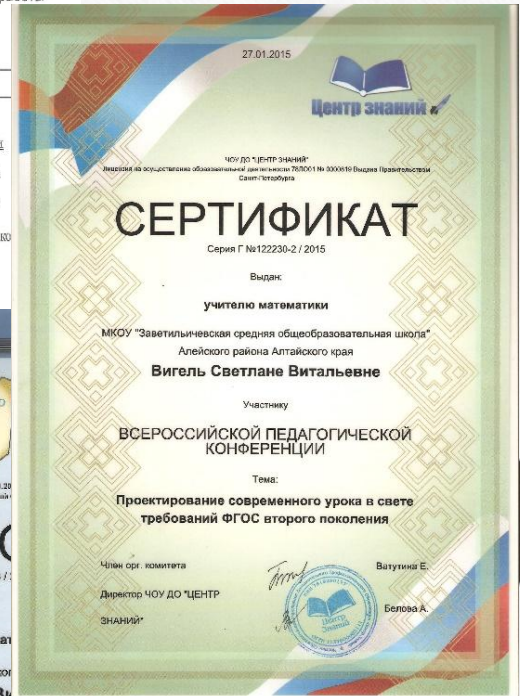 27.01.2015
Центр знаний
ЧОУ ДО "ЦЕНТР ЗНАНИЙ"
Лицензия на осуществление образовательной деятельности 78ЛО01 № 0000619 Выдана Правительством
Санкт-Петербурга
СЕРТИФИКАТ
Серия Г №122230-2 / 2015
Выдан:
учителю математики
МКОУ "Заветильичевская средняя общеобразовательная школа"
Алейского района Алтайского края
Вигель Светлане Витальевне
Участнику
ВСЕРОССИЙСКОЙ ПЕДАГОГИЧЕСКОЙ
КОНФЕРЕНЦИИ
Тема:
Проектирование современного урока в свете
требований ФГОС второго поколения
Член орг. комитета
Ватутина Е.
Директор ЧОУ ДО "ЦЕНТР
ЗНАНИЙ"
Белова А.
Центр
Знаний